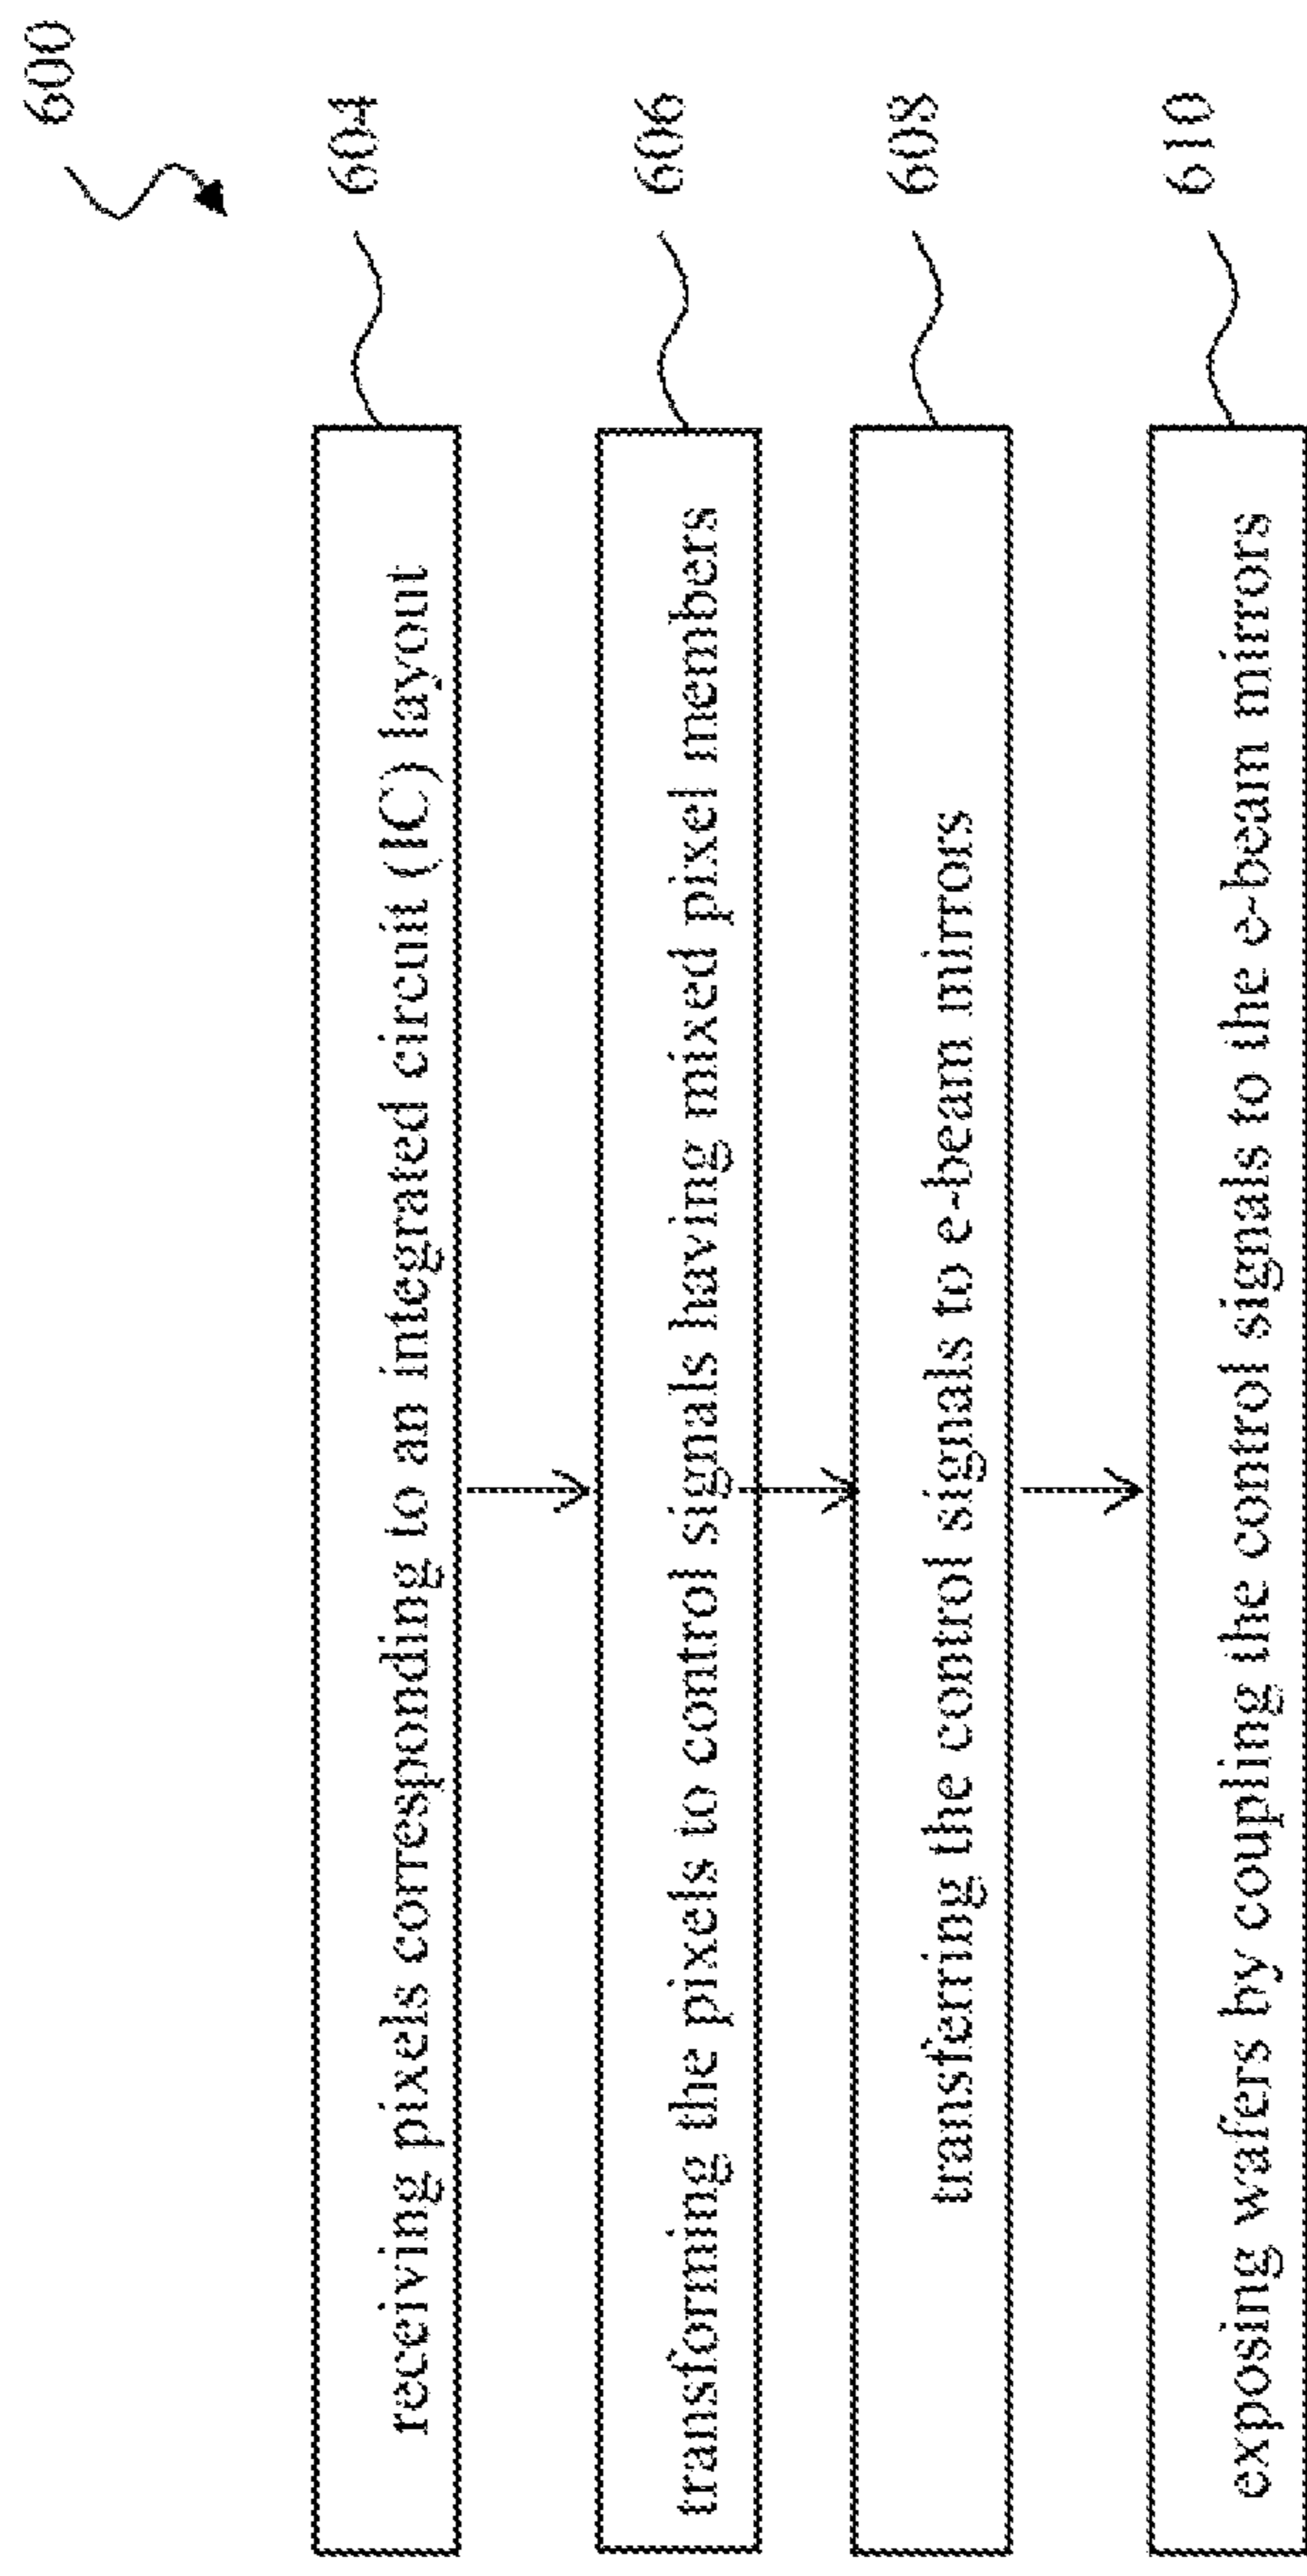 600
receiving pixels corresponding to an integrated circuit (IC) layout
604
transforming the pixels to control signals having mixed pixel members
606
transferring the control signals to e-beam mirrors
608
exposing wafers by coupling the control signals to the e-beam mirrors
610